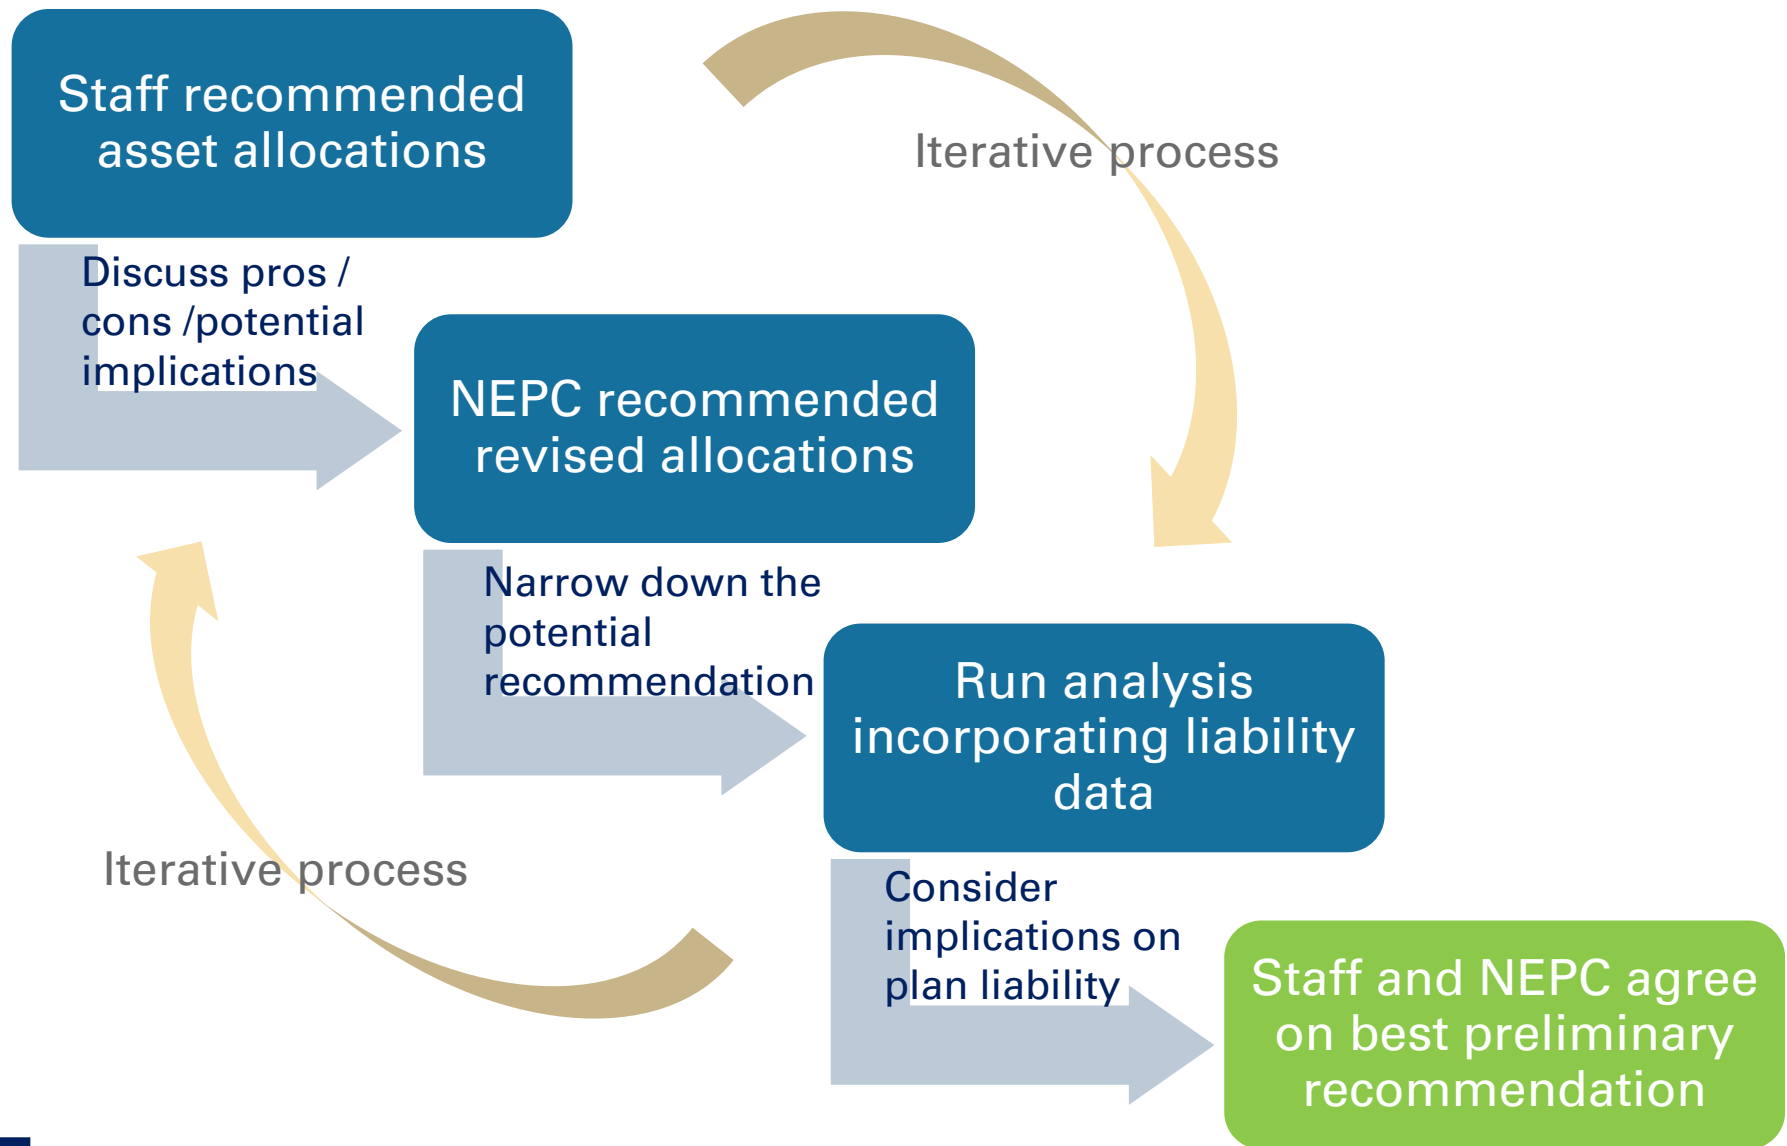 Staff recommended
asset allocations
Iterative process
Discuss pros /
cons /potential
implications
NEPC recommended
revised allocations
Narrow down the
potential
recommendation
Run analysis
incorporating liability
data
Iterative process
Consider
implications on
plan liability
Staff and NEPC agree
on best preliminary
recommendation